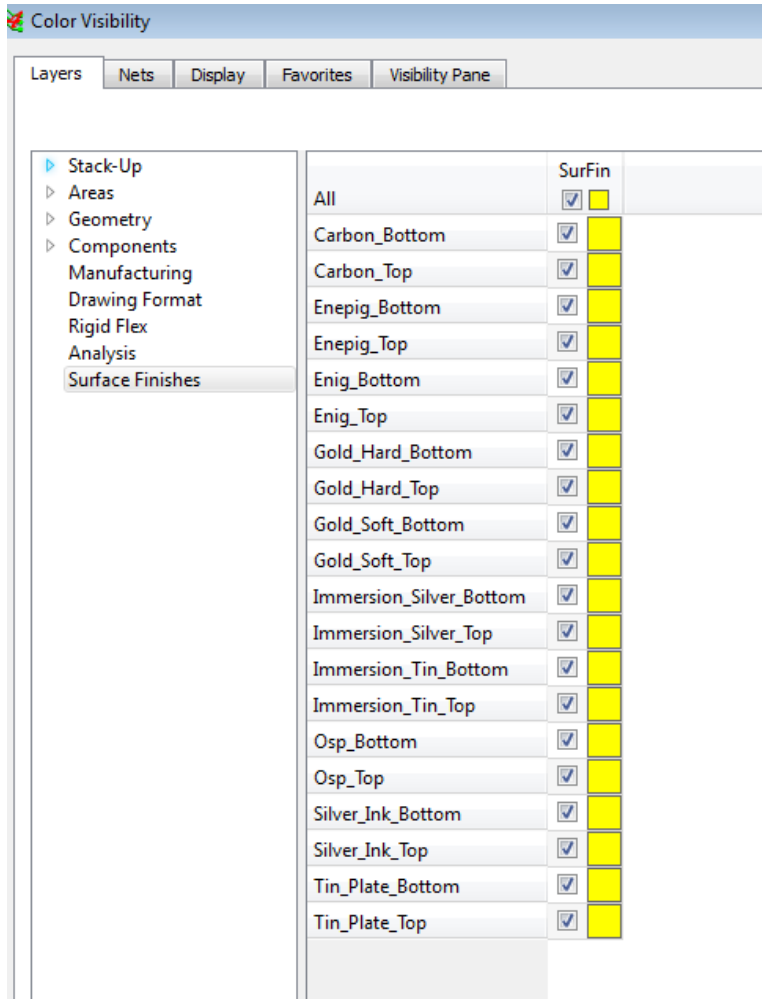 Color Visibility
Layers Nets Display Favorites Visibility Pane
Stack-Up
Areas
Geometry
Components
Manufacturing
Drawing Format
Rigid Flex
Analysis
Surface Finishes
SurFin
All
Carbon_Bottom
Carbon_Top
Enepig_Bottom
Enepig_Top
Enig_Bottom
Enig_Top
Gold_Hard_Bottom
Gold_Hard_Top
Gold_Soft_Bottom
Gold_Soft_Top
Immersion_Silver_Bottom
Immersion_Silver_Top
Immersion_Tin_Bottom
Immersion_Tin_Top
Osp_Bottom
Osp_Top
Silver_Ink_Bottom
Silver_Ink_Top
Tin_Plate_Bottom
Tin_Plate_Top